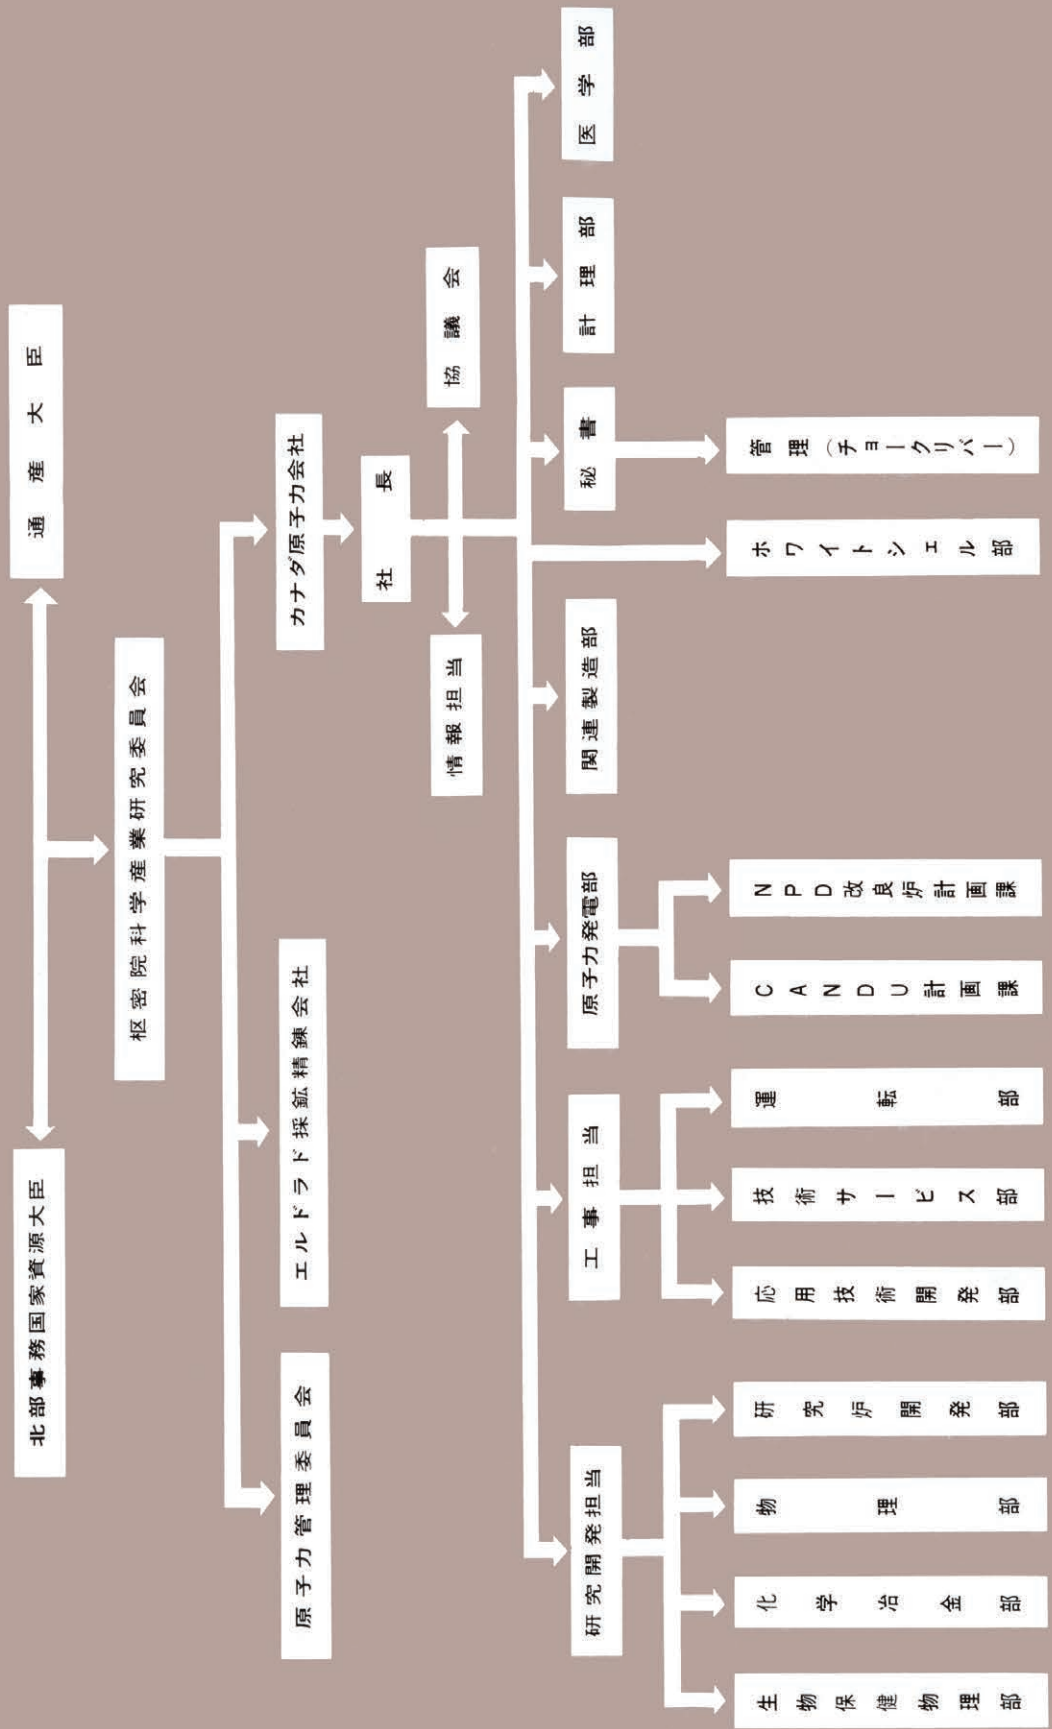 北部事務国家資源大臣
通産大臣
枢密院科学産業研究委員会
原子力管理委員会
エルドラド採鉱精錬会社
カナダ原子力会社
社長
情報担当
協議会
研究開発担当
工事担当
原子力発電部
関連製造部
秘書
計理部
医学部
生物保健物理部
化学冶金部
物理部
研究炉開発部
応用技術開発部
技術サービス部
運転部
CANDU計画課
NPD改良炉計画課
ホワイトシェル部
管理(チョークリバー)